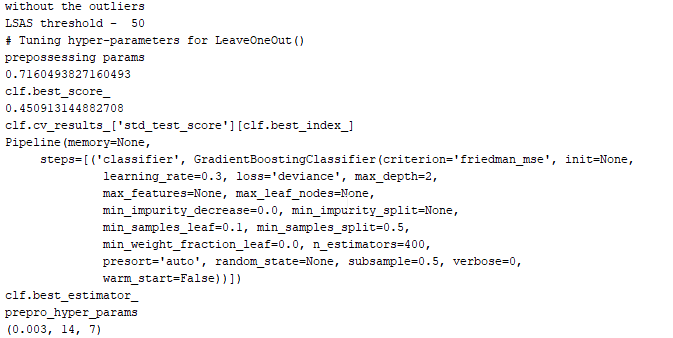 without the outliers
LSAS threshold -  50
# Tuning hyper-parameters for LeaveOneOut()
prepossessing params
0.7160493827160493
clf.best_score_
0.450913144882708
clf.cv_results_['std_test_score'][clf.best_index_]
Pipeline(memory=None,
     steps=[('classifier', GradientBoostingClassifier(criterion='friedman_mse', init=None,
              learning_rate=0.3, loss='deviance', max_depth=2,
              max_features=None, max_leaf_nodes=None,
              min_impurity_decrease=0.0, min_impurity_split=None,
              min_samples_leaf=0.1, min_samples_split=0.5,
              min_weight_fraction_leaf=0.0, n_estimators=400,
              presort='auto', random_state=None, subsample=0.5, verbose=0,
              warm_start=False))])
clf.best_estimator_
prepro_hyper_params
(0.003, 14, 7)